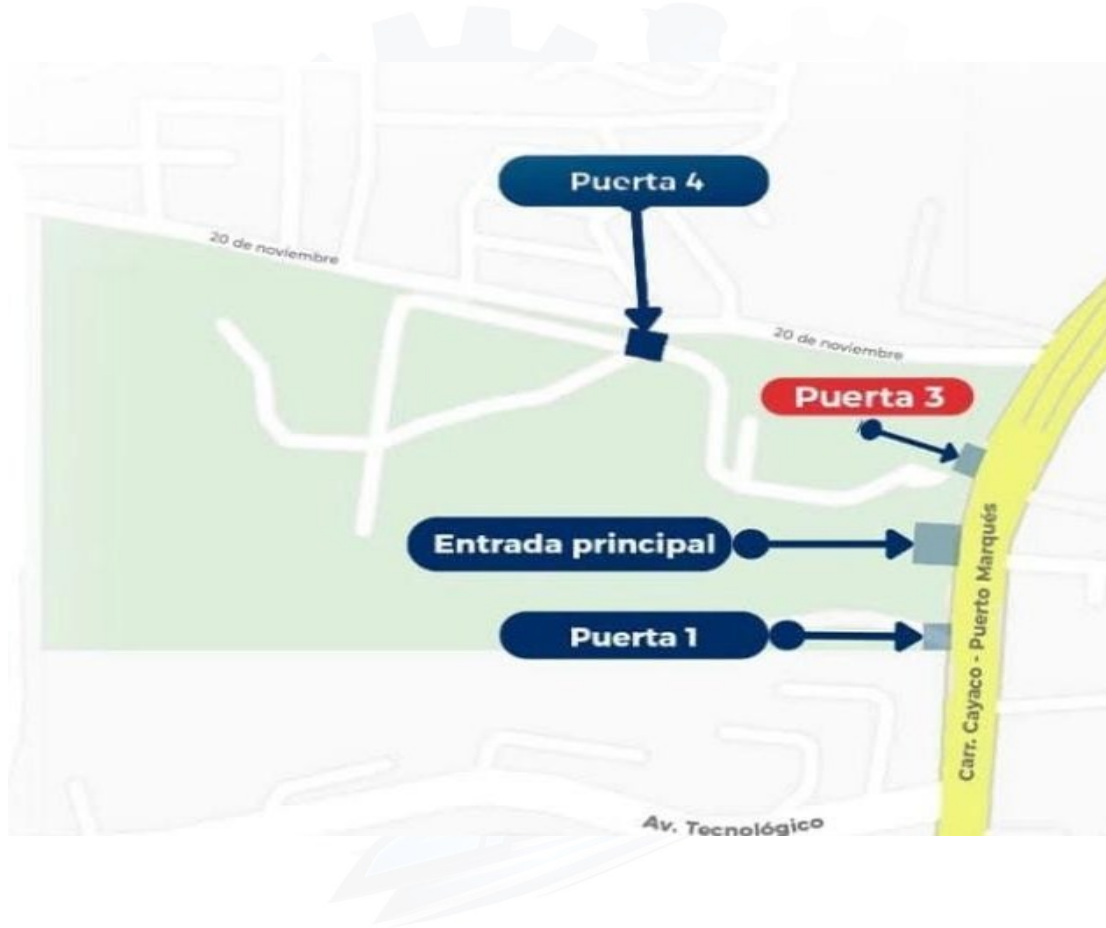 Puerta 4
20 de noviembre
20 de noviembre
Puerta 3
Entrada principal
Puerta 1
Carr. Cayaco - Puerto Marqués
Av. Tecnológico